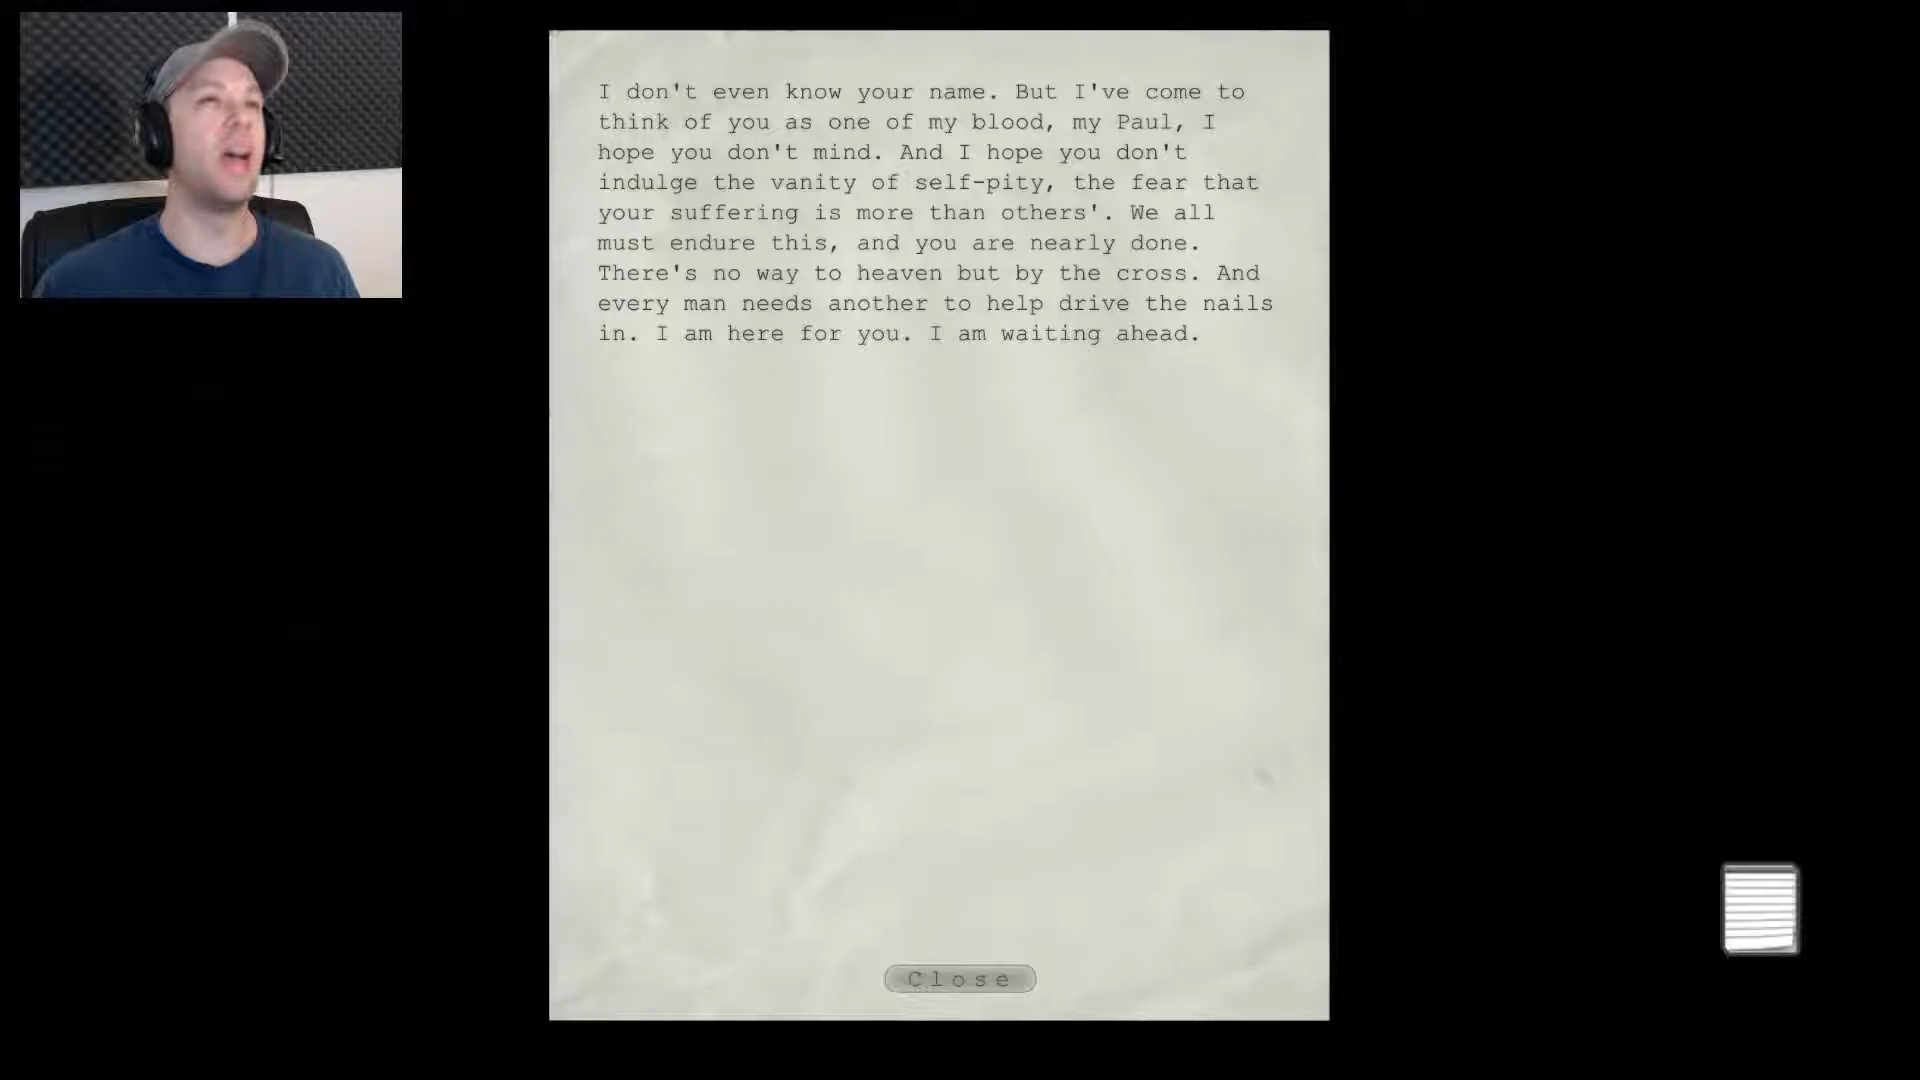 I don't even know your name. But I've come to
think of you as one of my blood, my Paul, I
hope you don't mind. And I hope you don't
indulge the vanity of self-pity, the fear that
your suffering is more than others'. We all
must endure this, and you are nearly done.
There's no way to heaven but by the cross. And
every man needs another to help drive the nails
in. I am here for you. I am waiting ahead.
Close